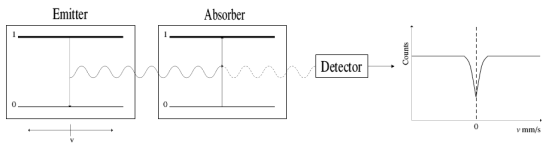 Emitter
1
0
v
Absorber
1
0
Detector
Counts
0
v mm/s